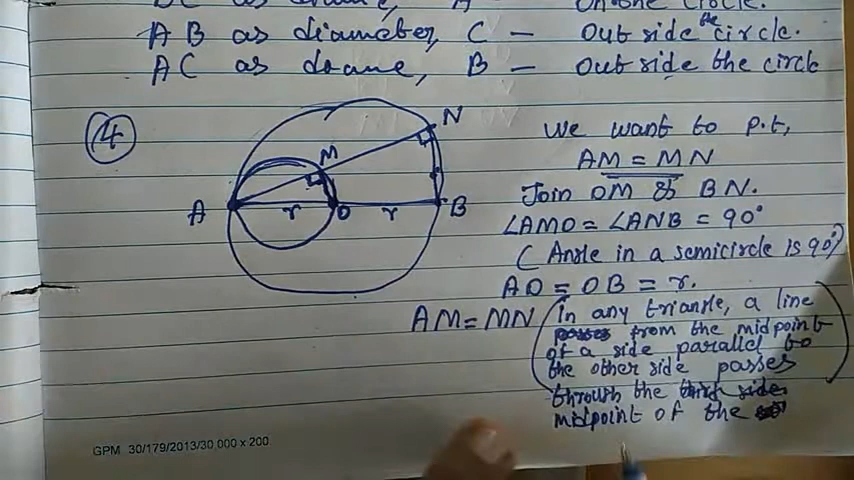 AB as diameter, C - Out side the circle.
AC as diame, B - Out side the circle
(4)
N
M
A
r
O
r
B
We want to p.t,
AM = MN
Join OM & BN.
∠AMO = ∠ANB = 90°
( Angle in a semicircle is 90°)
AO = OB = r.
AM = MN
(In any triangle, a line
from the midpoint
of a side parallel to
the other side passes
through the third side
midpoint of the
GPM 30/179/2013/30,000 x 200